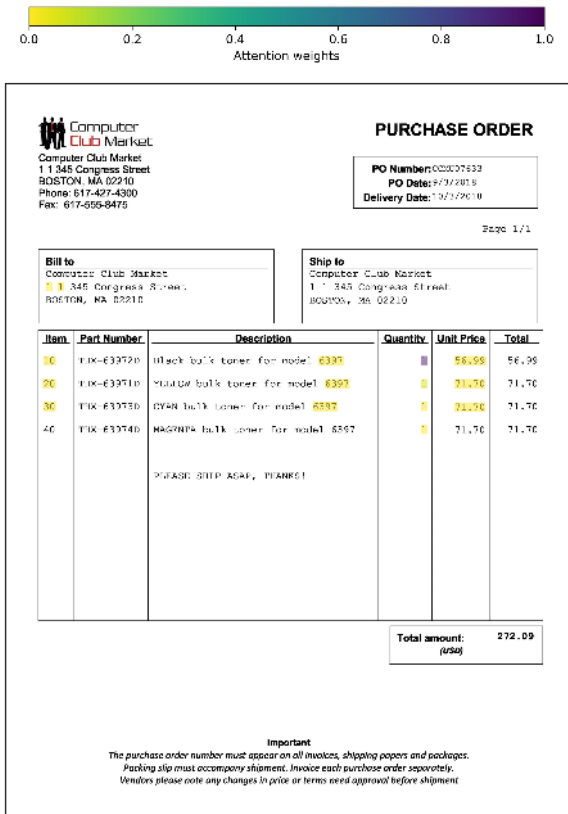 0.0 0.2 0.4 0.6 0.8 1.0
Attention weights
Computer
Club Market
PURCHASE ORDER
Computer Club Market
1 1 345 Congress Street
BOSTON, MA 02210
Phone: 617-427-4300
Fax: 617-555-8475
PO Number:
PO Date: 9/3/2018
Delivery Date: 10/3/2018
Page 1/1
Bill to
Computer Club Market
1 1 345 Congress Street
BOSTON, MA 02210
Ship to
Computer Club Market
1 1 345 Congress Street
BOSTON, MA 02210
Item Part Number Description Quantity Unit Price Total
10 Black bulk toner for model 6397 56.99 56.99
20 YELLOW bulk toner for model 6397 71.70 71.70
30 CYAN bulk toner for model 6397 71.70 71.70
40 MAGENTA bulk toner for model 6397 71.70 71.70
PLEASE SHIP ASAP, THANKS!
Total amount: 272.09
(USD)
Important
The purchase order number must appear on all invoices, shipping papers and packages.
Packing slip must accompany shipment. Invoice each purchase order separately.
Vendors please note any changes in price or terms need approval before shipment